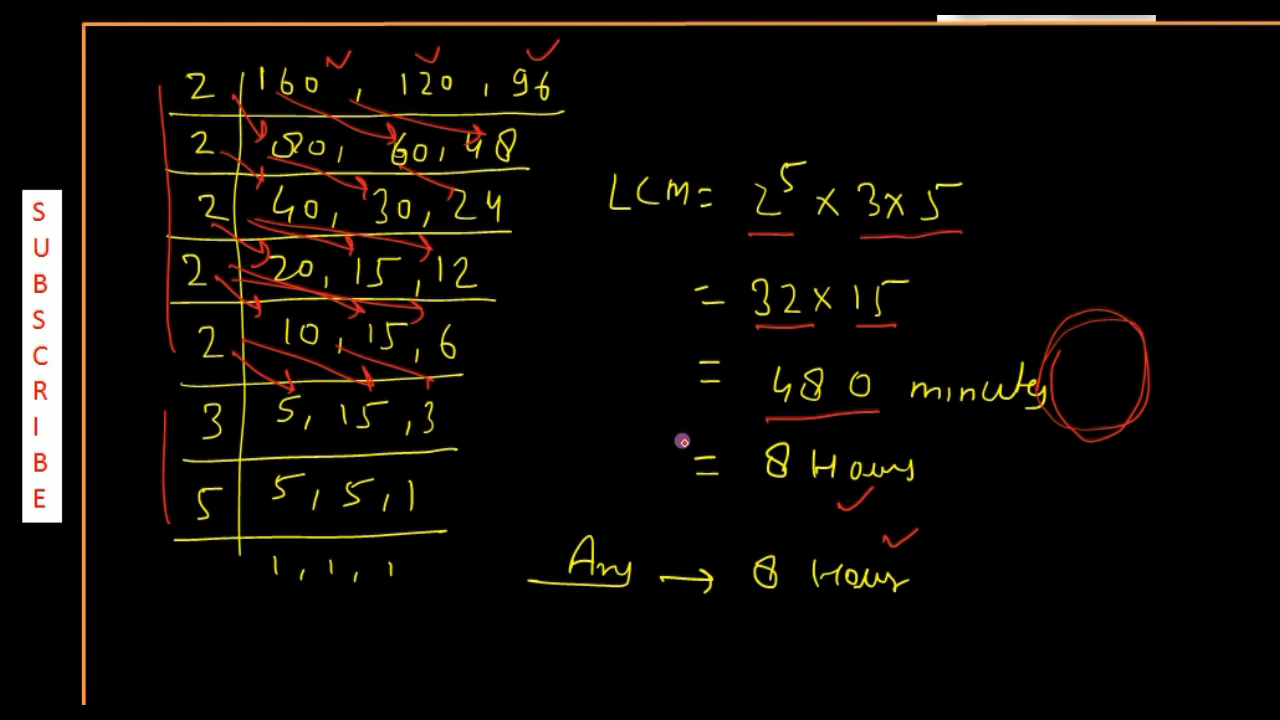 SUBSCRIBE
2 | 160, 120, 96
2 | 80, 60, 48
2 | 40, 30, 24
2 | 20, 15, 12
2 | 10, 15, 6
3 | 5, 15, 3
5 | 5, 5, 1
1, 1, 1
LCM = 2⁵ × 3 × 5
= 32 × 15
= 480 minutes
= 8 Hours
Ans → 8 Hour